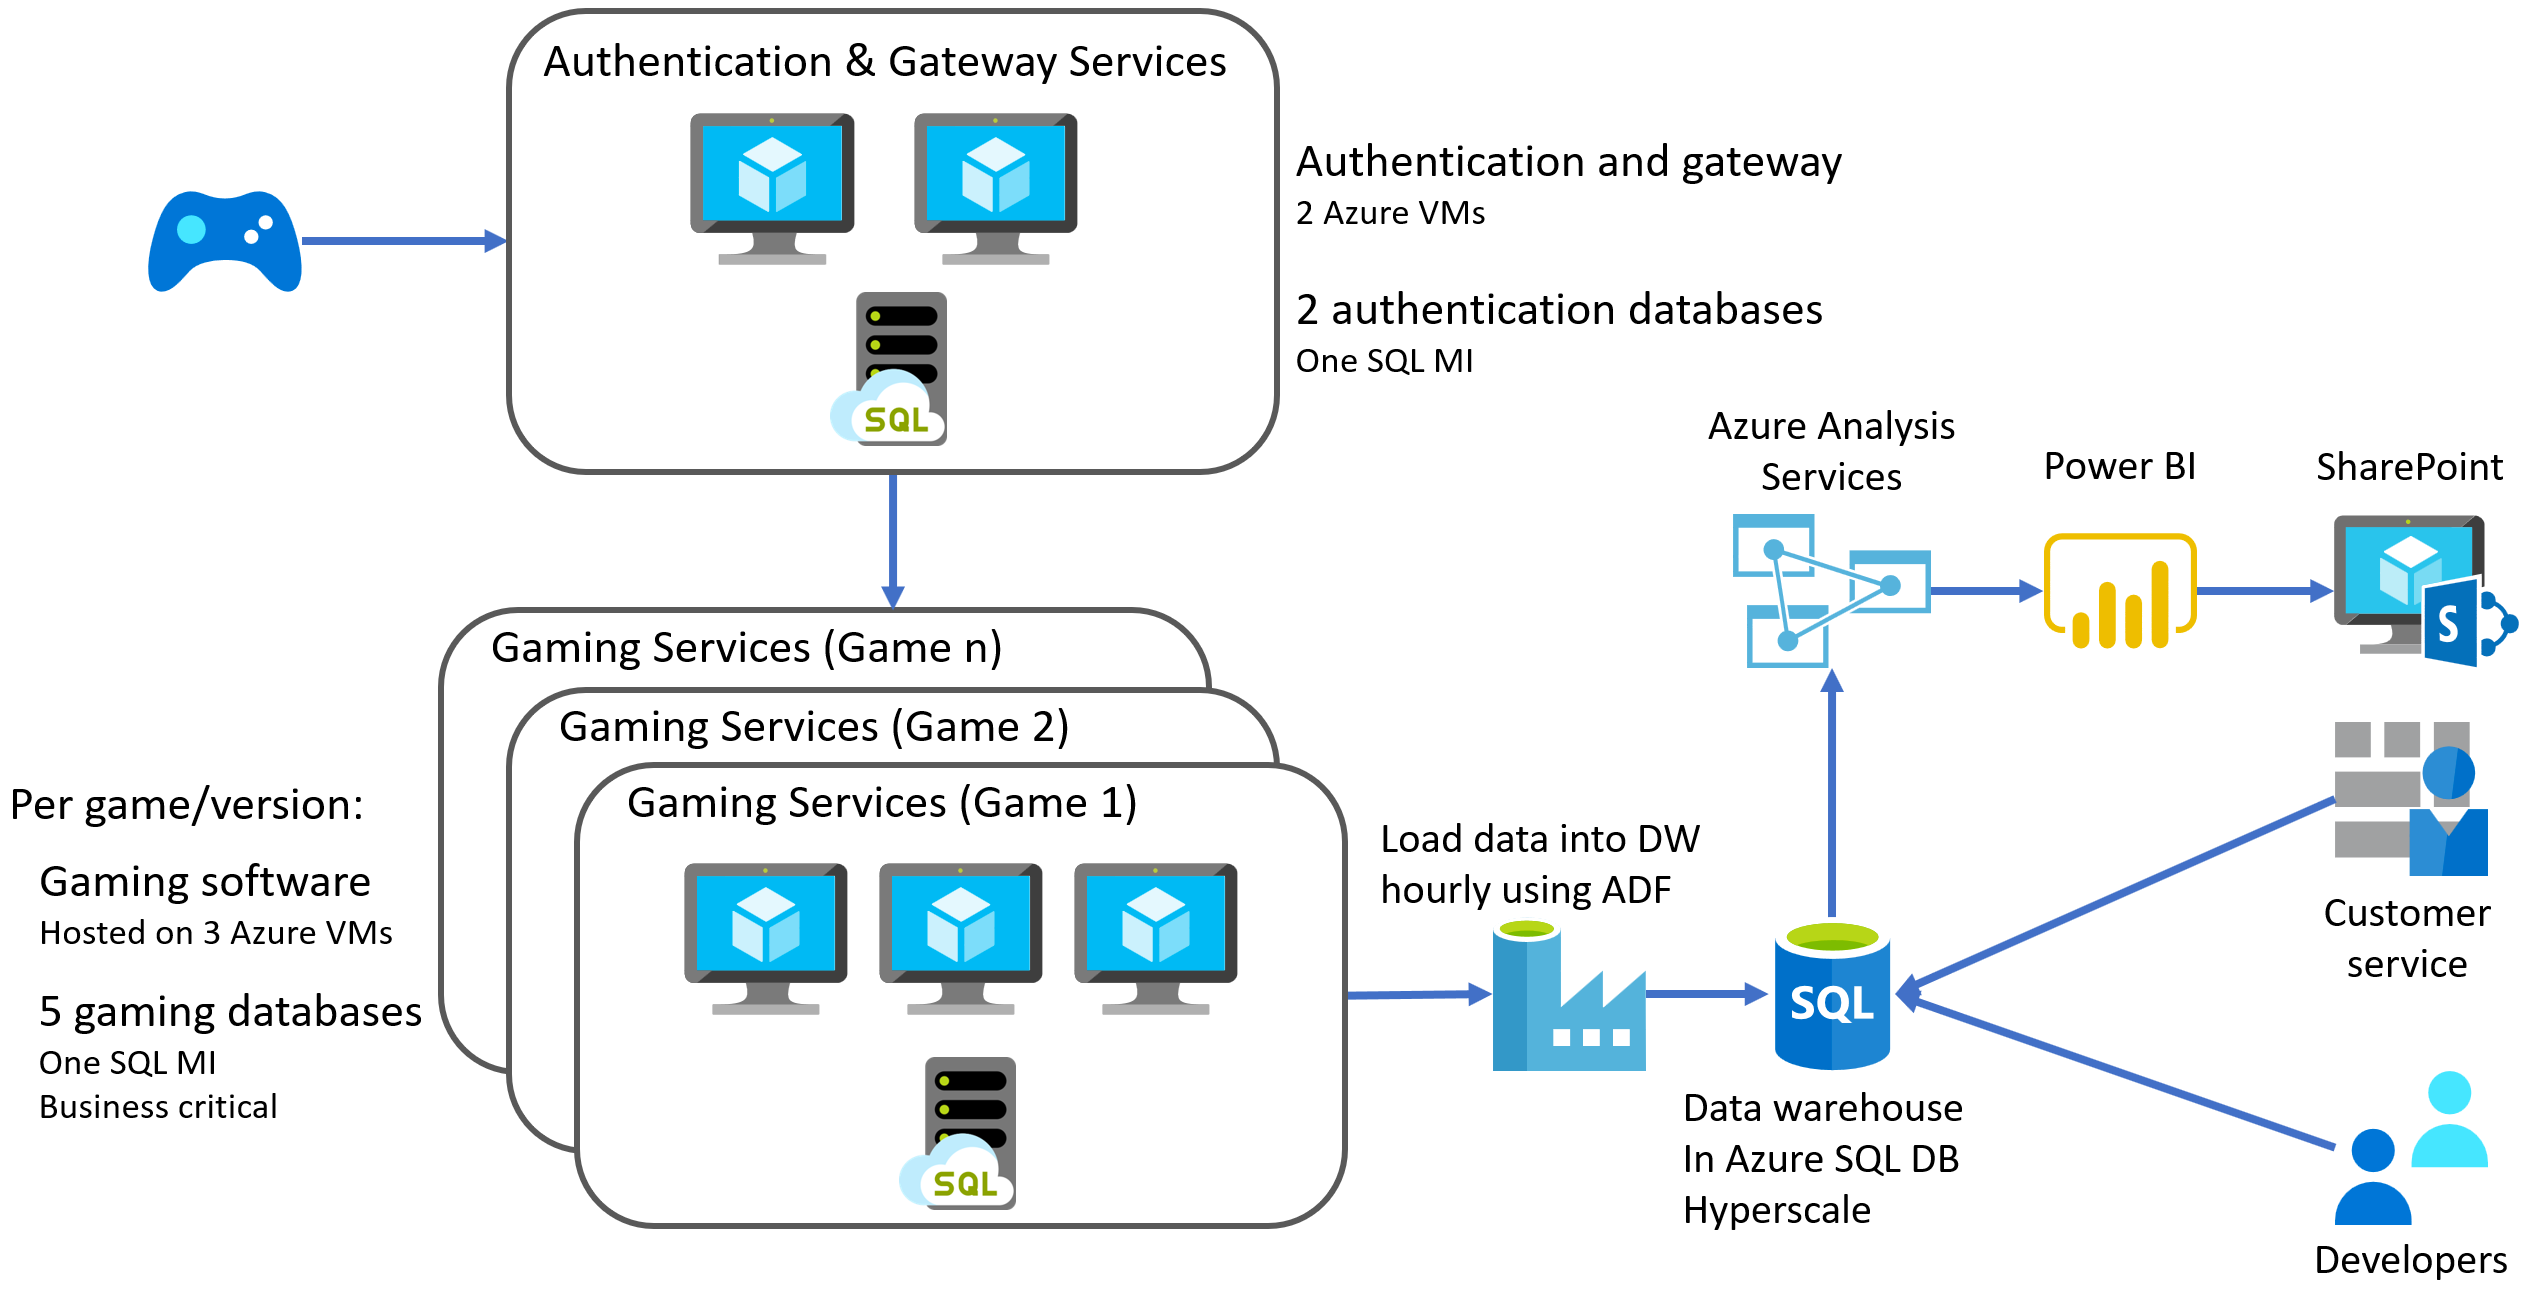 Authentication & Gateway Services
Authentication and gateway
2 Azure VMs
2 authentication databases
One SQL MI
SQL
Azure Analysis
Services
Power BI
SharePoint
S
Gaming Services (Game n)
Gaming Services (Game 2)
Gaming Services (Game 1)
Per game/version:
Gaming software
Hosted on 3 Azure VMs
5 gaming databases
One SQL MI
Business critical
SQL
Load data into DW
hourly using ADF
SQL
Data warehouse
In Azure SQL DB
Hyperscale
Customer
service
Developers